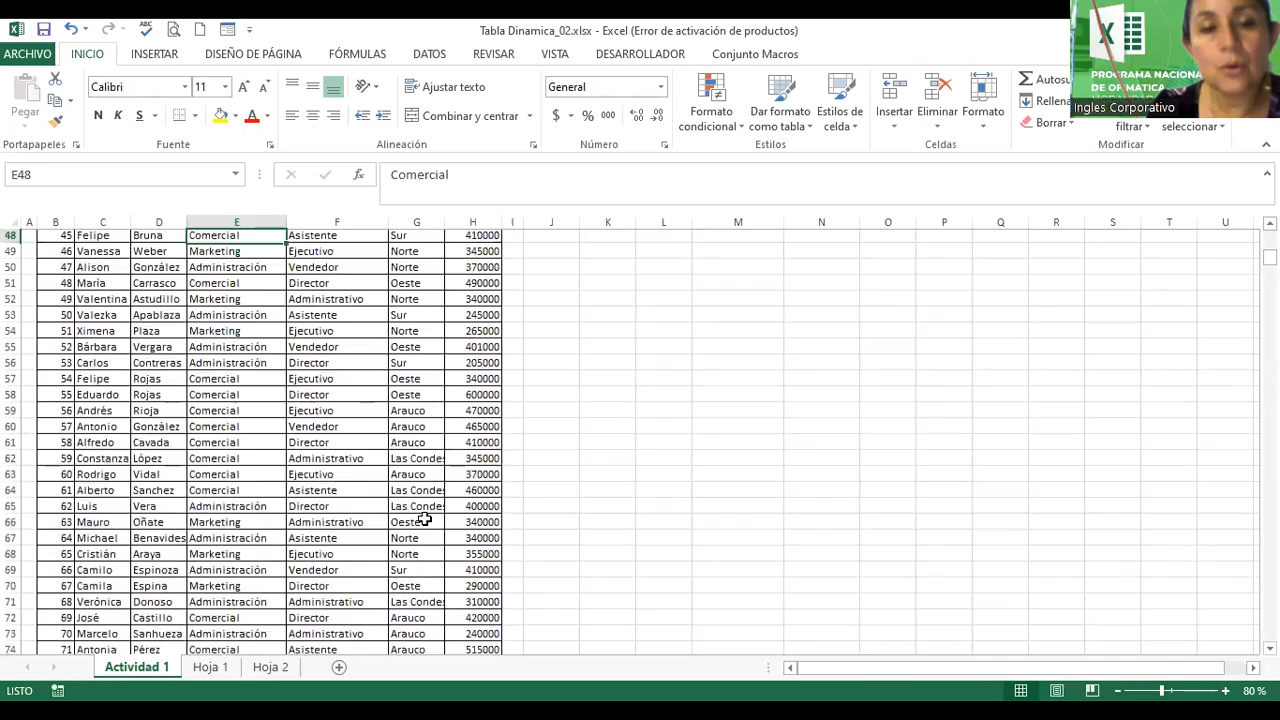 Tabla Dinamica_02.xlsx - Excel (Error de activación de productos)
ARCHIVO INICIO INSERTAR DISEÑO DE PÁGINA FÓRMULAS DATOS REVISAR VISTA DESARROLLADOR Conjunto Macros
PROGRAMA NACIONA
DE OFIMÁTICA
Ingles Corporativo
Pegar
Calibri 11
N K S
Ajustar texto
Combinar y centrar
General
$ % 000
Formato condicional
Dar formato como tabla
Estilos de celda
Insertar Eliminar Formato
Autosu
Rellena
Borrar
filtrar seleccionar
Portapapeles Fuente Alineación Número Estilos Celdas Modificar
E48 fx Comercial
A B C D E F G H I J K L M N O P Q R S T U
48 45 Felipe Bruna Comercial Asistente Sur 410000
49 46 Vanessa Weber Marketing Ejecutivo Norte 345000
50 47 Alison González Administración Vendedor Norte 370000
51 48 María Carrasco Comercial Director Oeste 490000
52 49 Valentina Astudillo Marketing Administrativo Norte 340000
53 50 Valezka Apablaza Administración Asistente Sur 245000
54 51 Ximena Plaza Marketing Ejecutivo Norte 265000
55 52 Bárbara Vergara Administración Vendedor Oeste 401000
56 53 Carlos Contreras Administración Director Sur 205000
57 54 Felipe Rojas Comercial Ejecutivo Oeste 340000
58 55 Eduardo Rojas Comercial Director Oeste 600000
59 56 Andrés Rioja Comercial Ejecutivo Arauco 470000
60 57 Antonio González Comercial Vendedor Arauco 465000
61 58 Alfredo Cavada Comercial Director Arauco 410000
62 59 Constanza López Comercial Administrativo Las Condes 345000
63 60 Rodrigo Vidal Comercial Ejecutivo Arauco 370000
64 61 Alberto Sanchez Comercial Asistente Las Condes 460000
65 62 Luis Vera Administración Director Las Condes 400000
66 63 Mauro Oñate Marketing Administrativo Oeste 340000
67 64 Michael Benavides Administración Asistente Norte 340000
68 65 Cristián Araya Marketing Ejecutivo Norte 355000
69 66 Camilo Espinoza Administración Vendedor Sur 410000
70 67 Camila Espina Marketing Director Oeste 290000
71 68 Verónica Donoso Administración Administrativo Las Condes 310000
72 69 José Castillo Comercial Director Arauco 420000
73 70 Marcelo Sanhueza Administración Administrativo Arauco 240000
74 71 Antonia Pérez Comercial Asistente Arauco 515000
Actividad 1 Hoja 1 Hoja 2
LISTO 80 %